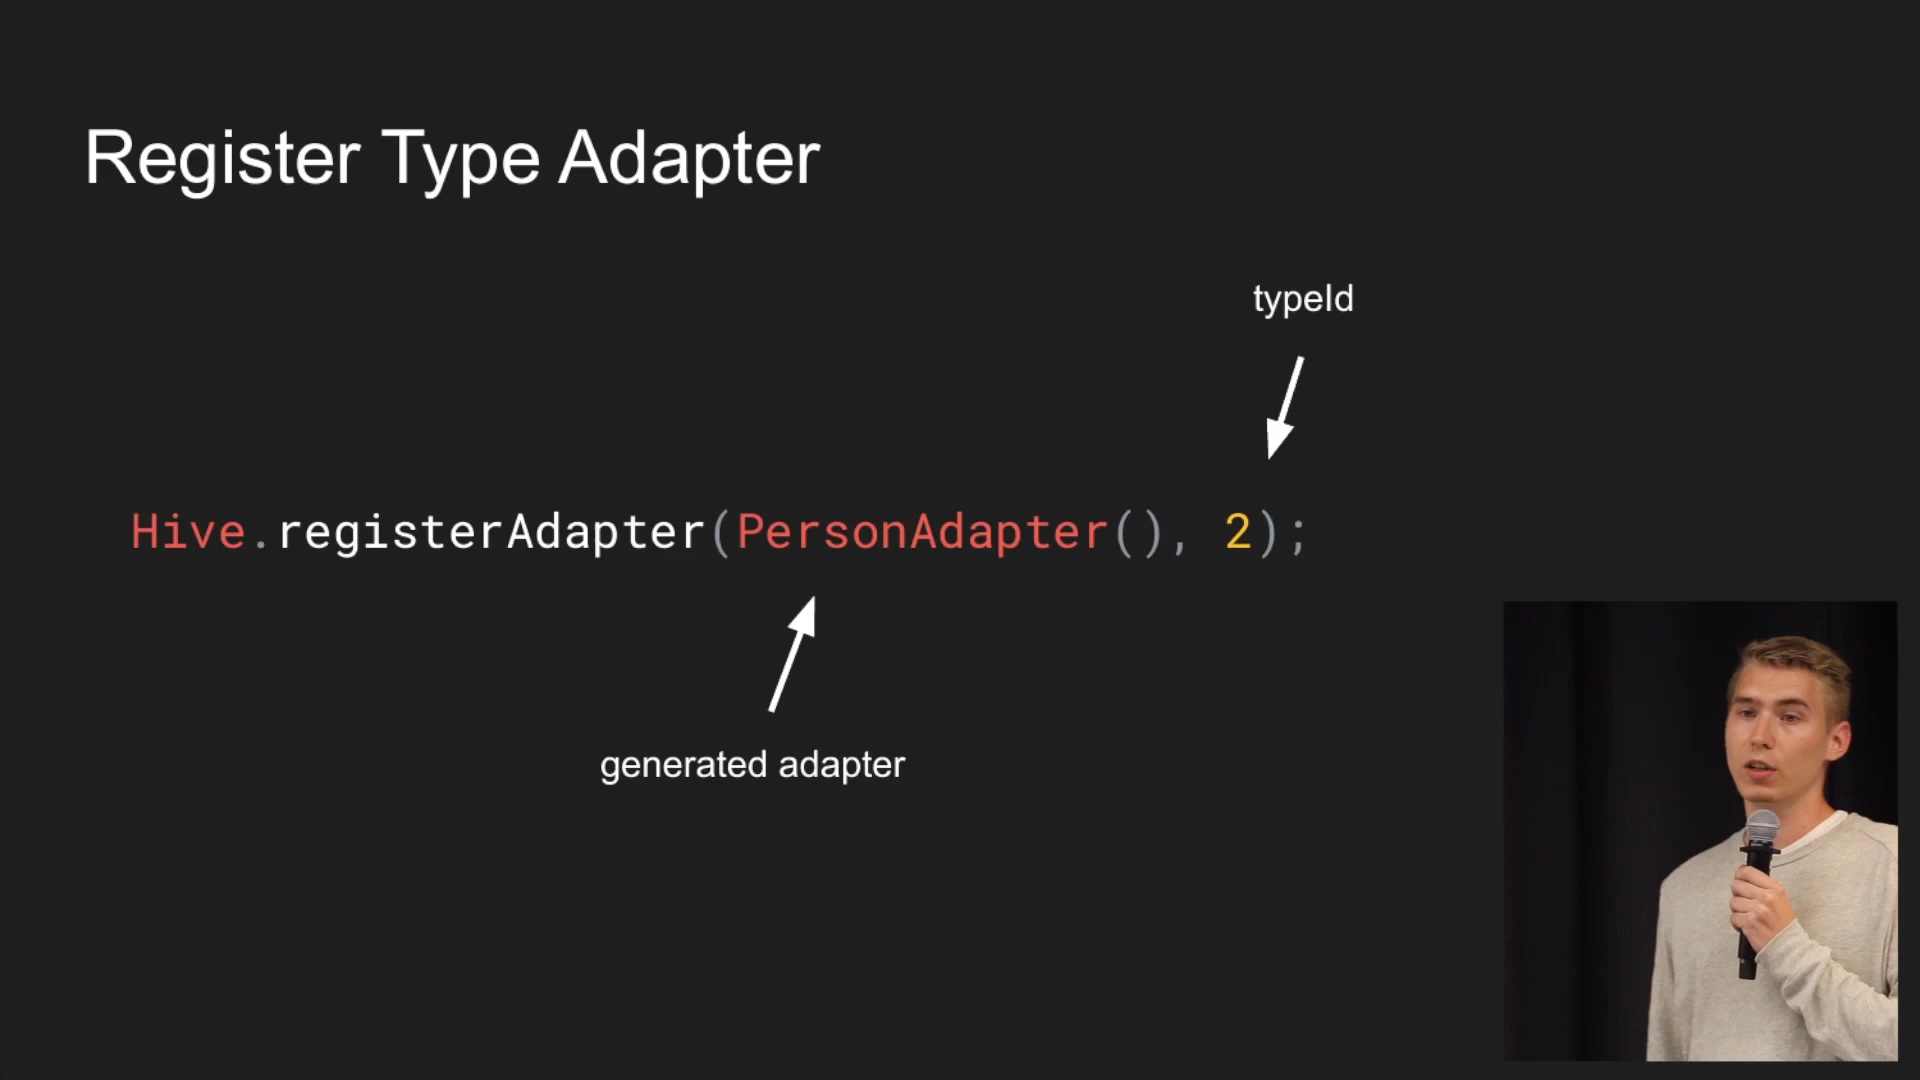 Register Type Adapter
typeId
Hive.registerAdapter(PersonAdapter(), 2);
generated adapter